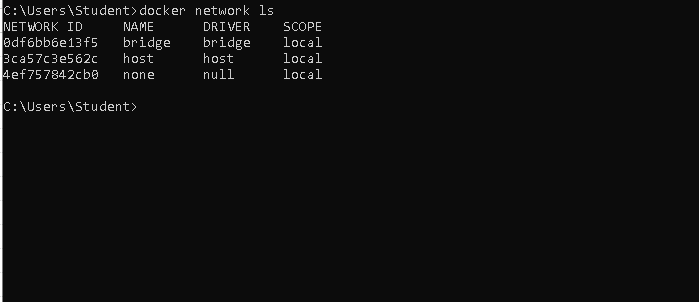 C:\Users\Student>docker network ls
NETWORK ID   NAME      DRIVER    SCOPE
0df6bb6e13f5   bridge    bridge    local
3ca57c3e562c   host      host      local
4ef757842cb0   none      null      local
C:\Users\Student>